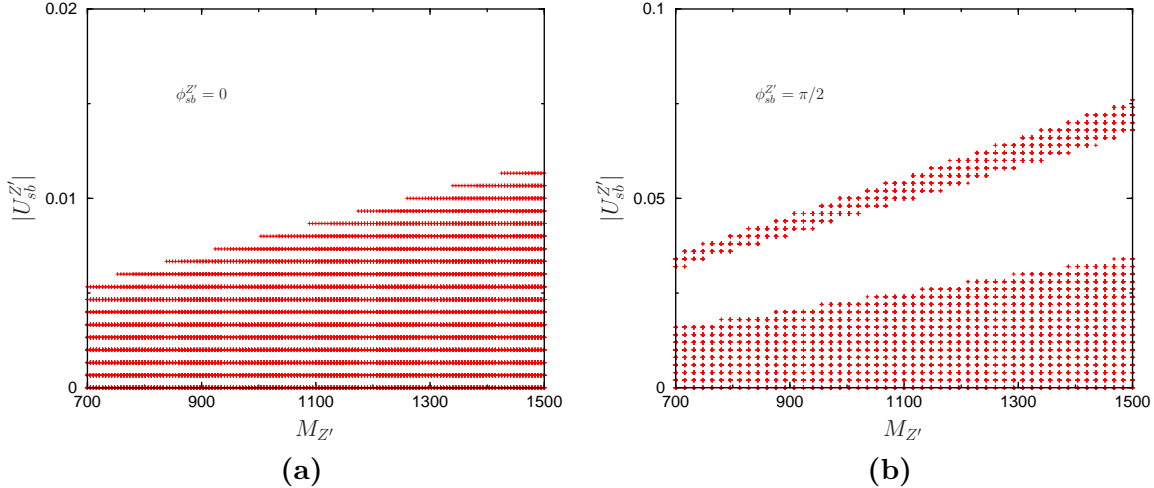 0.02
0.01
0
|U_{sb}^{Z'}|
ϕ_{sb}^{Z'} = 0
700 900 1100 1300 1500
M_{Z'}
(a)
0.1
0.05
0
|U_{sb}^{Z'}|
ϕ_{sb}^{Z'} = π/2
700 900 1100 1300 1500
M_{Z'}
(b)